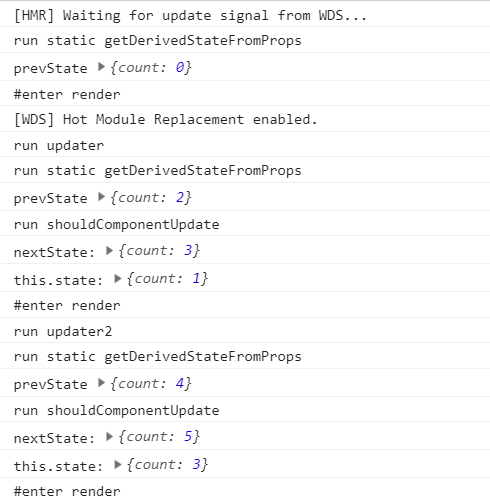 [HMR] Waiting for update signal from WDS...
run static getDerivedStateFromProps
prevState ▶ {count: 0}
#enter render
[WDS] Hot Module Replacement enabled.
run updater
run static getDerivedStateFromProps
prevState ▶ {count: 2}
run shouldComponentUpdate
nextState: ▶ {count: 3}
this.state: ▶ {count: 1}
#enter render
run updater2
run static getDerivedStateFromProps
prevState ▶ {count: 4}
run shouldComponentUpdate
nextState: ▶ {count: 5}
this.state: ▶ {count: 3}
#enter render